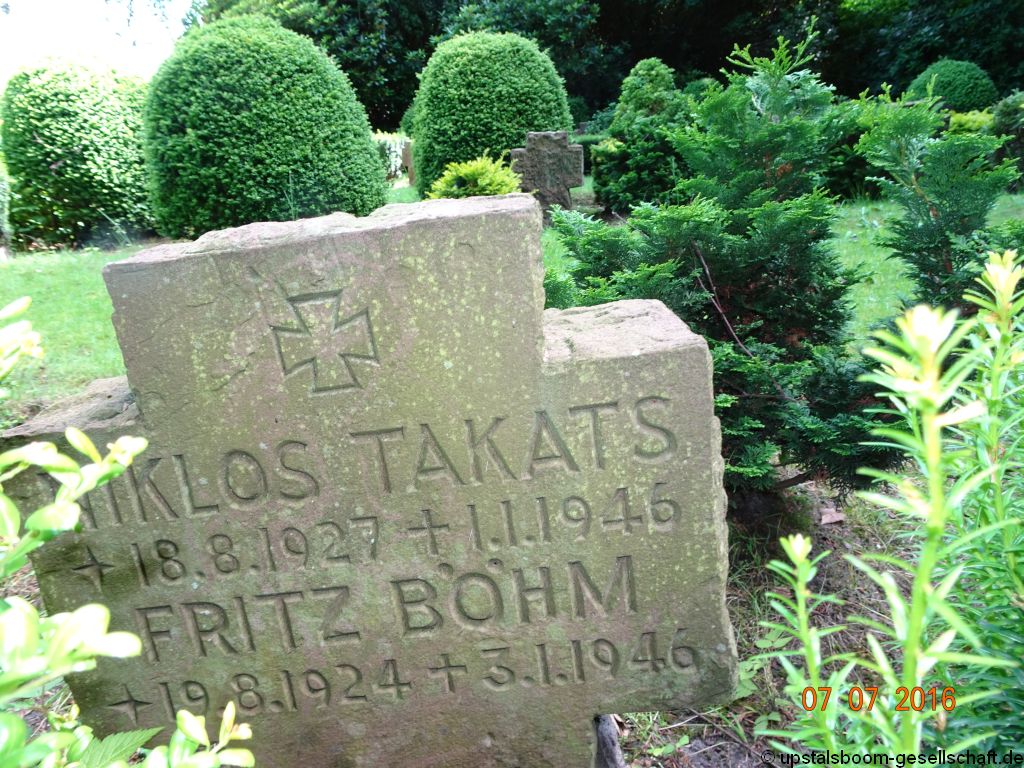 NIKLOS TAKATS
✦18.8.1927 ✝1.1.1946
FRITZ BÖHM
✦19.8.1924 ✝3.1.1946
07 07 2016
upstalsboom-gesellschaft.de